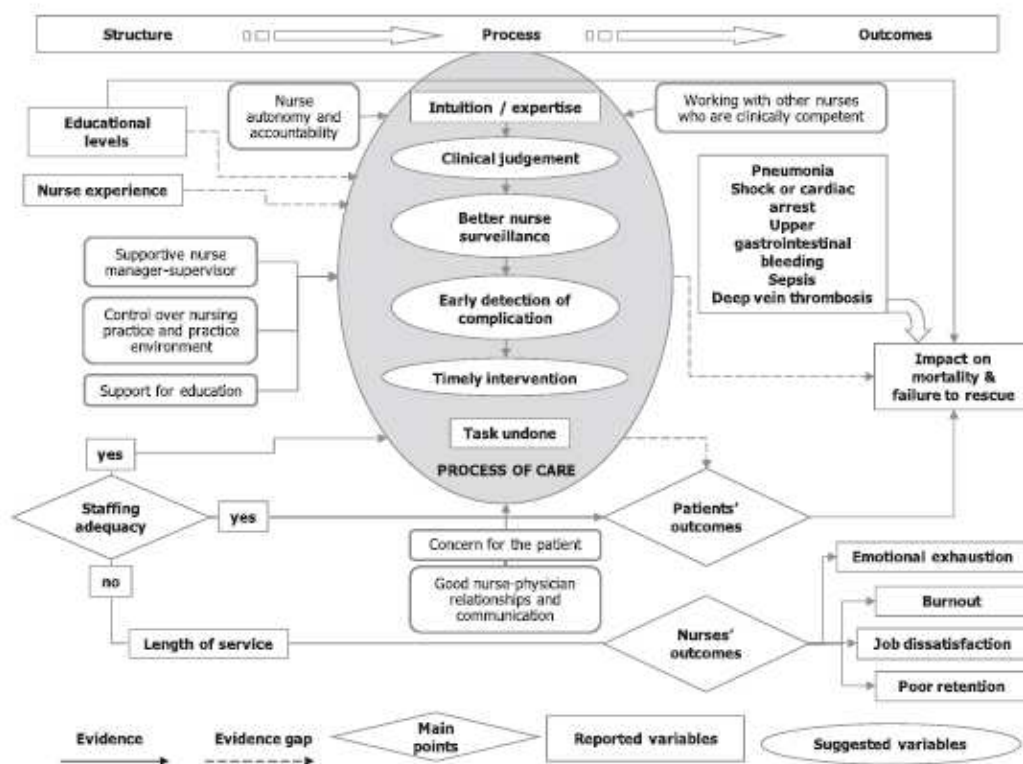 Structure
Process
Outcomes
Educational
levels
Nurse
autonomy and
accountability
Intuition / expertise
Working with other nurses
who are clinically competent
Clinical judgement
Nurse experience
Better nurse
surveillance
Pneumonia
Shock or cardiac
arrest
Upper
gastrointestinal
bleeding
Sepsis
Deep vein thrombosis
Supportive nurse
manager-supervisor
Control over nursing
practice and practice
environment
Support for education
Early detection of
complication
Timely intervention
Impact on
mortality &
failure to rescue
Task undone
PROCESS OF CARE
yes
Staffing
adequacy
yes
no
Patients'
outcomes
Concern for the patient
Good nurse-physician
relationships and
communication
Length of service
Nurses'
outcomes
Emotional exhaustion
Burnout
Job dissatisfaction
Poor retention
Evidence
Evidence gap
Main
points
Reported variables
Suggested variables